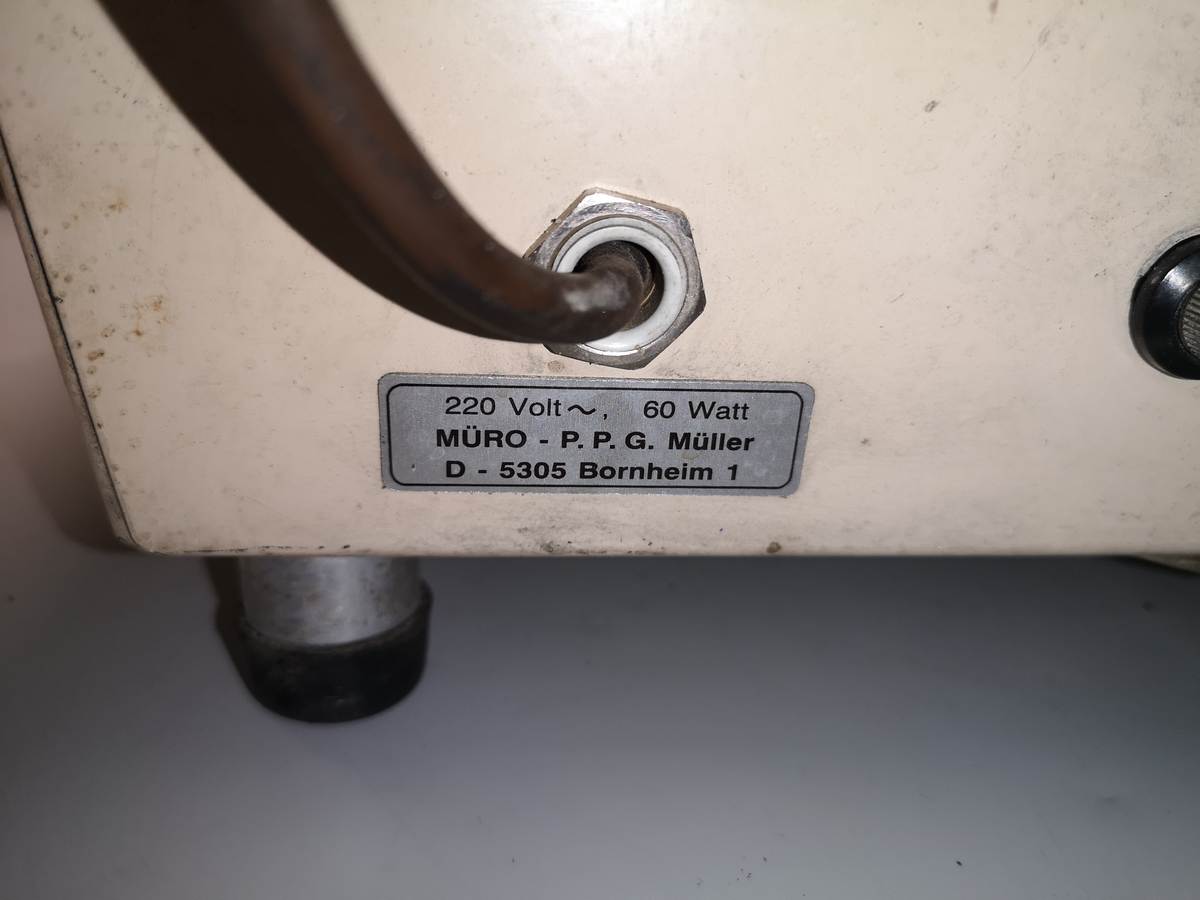 220 Volt ~, 60 Watt
MÜRO - P. P. G. Müller
D - 5305 Bornheim 1